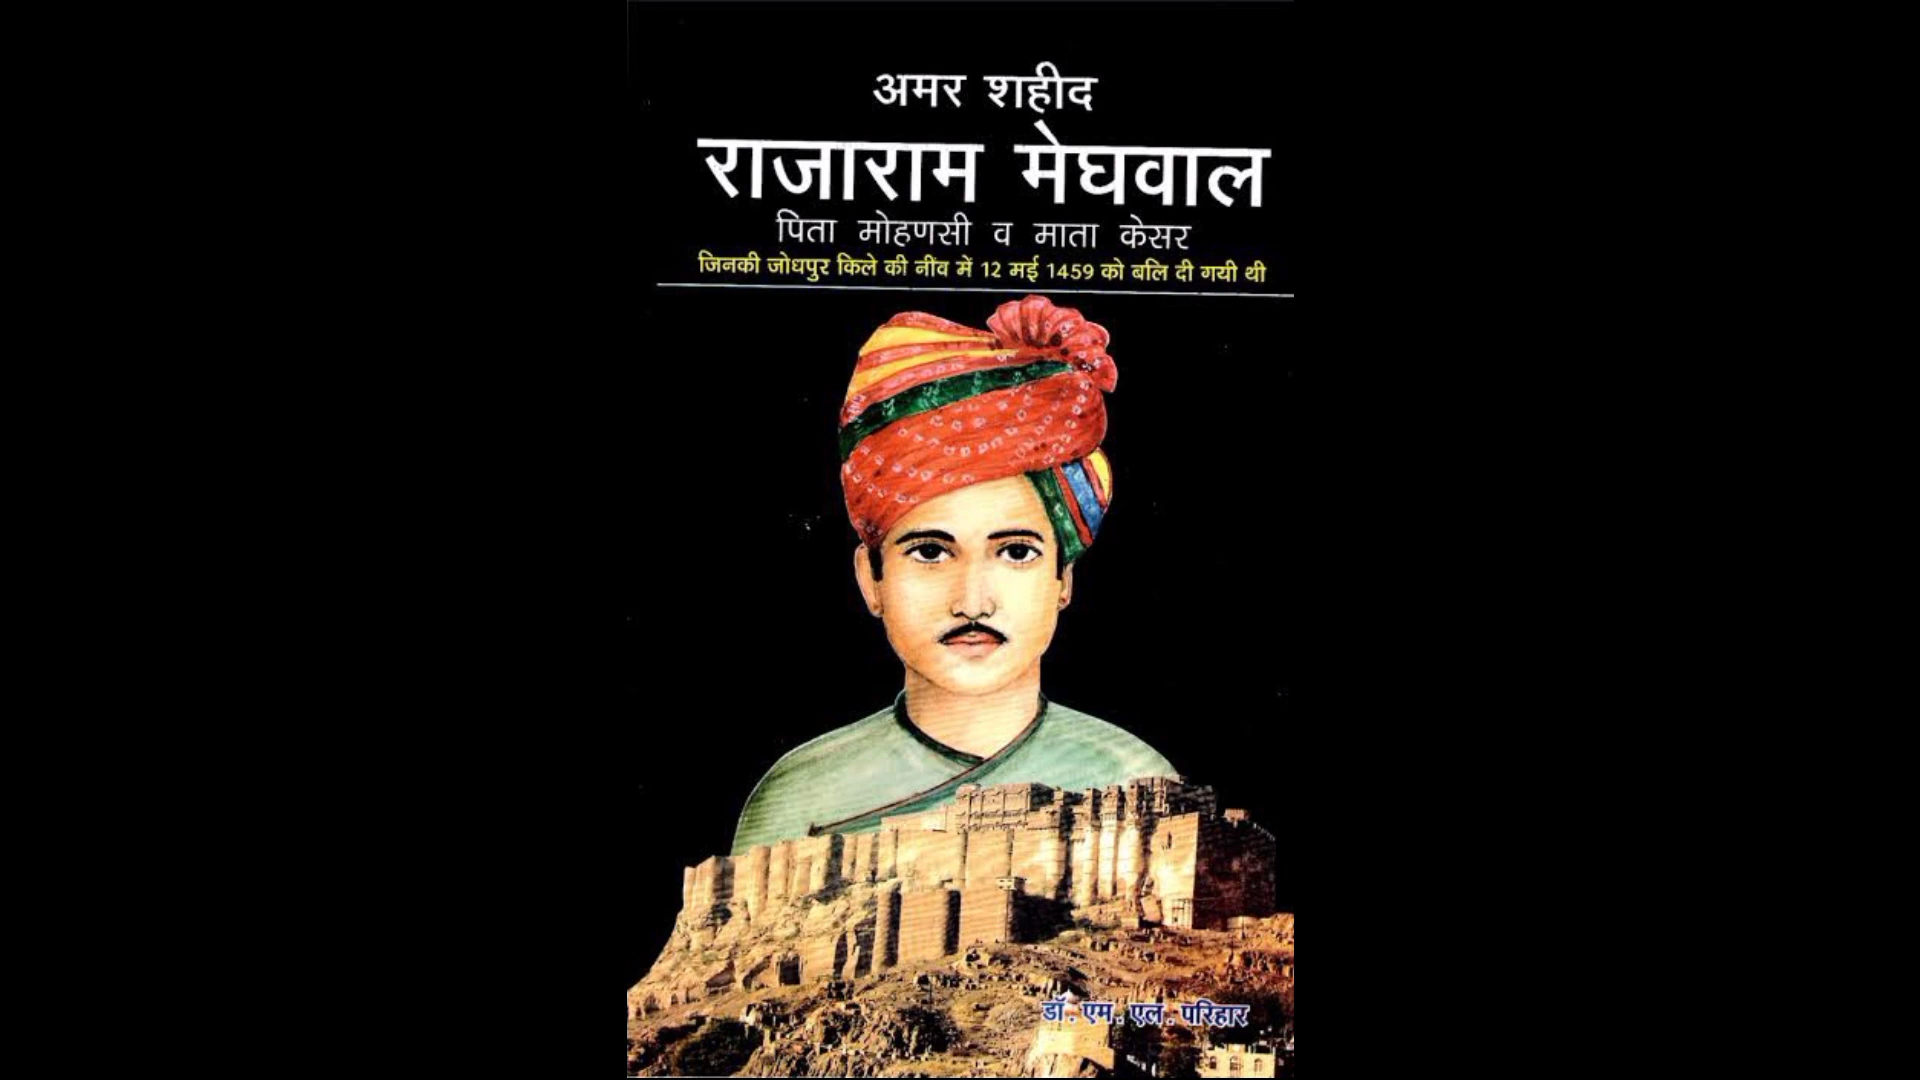 अमर शहीद
राजाराम मेघवाल
पिता मोहणसी व माता केसर
जिनकी जोधपुर किले की नींव में 12 मई 1459 को बलि दी गयी थी
डॉ. एम. एल. परिहार